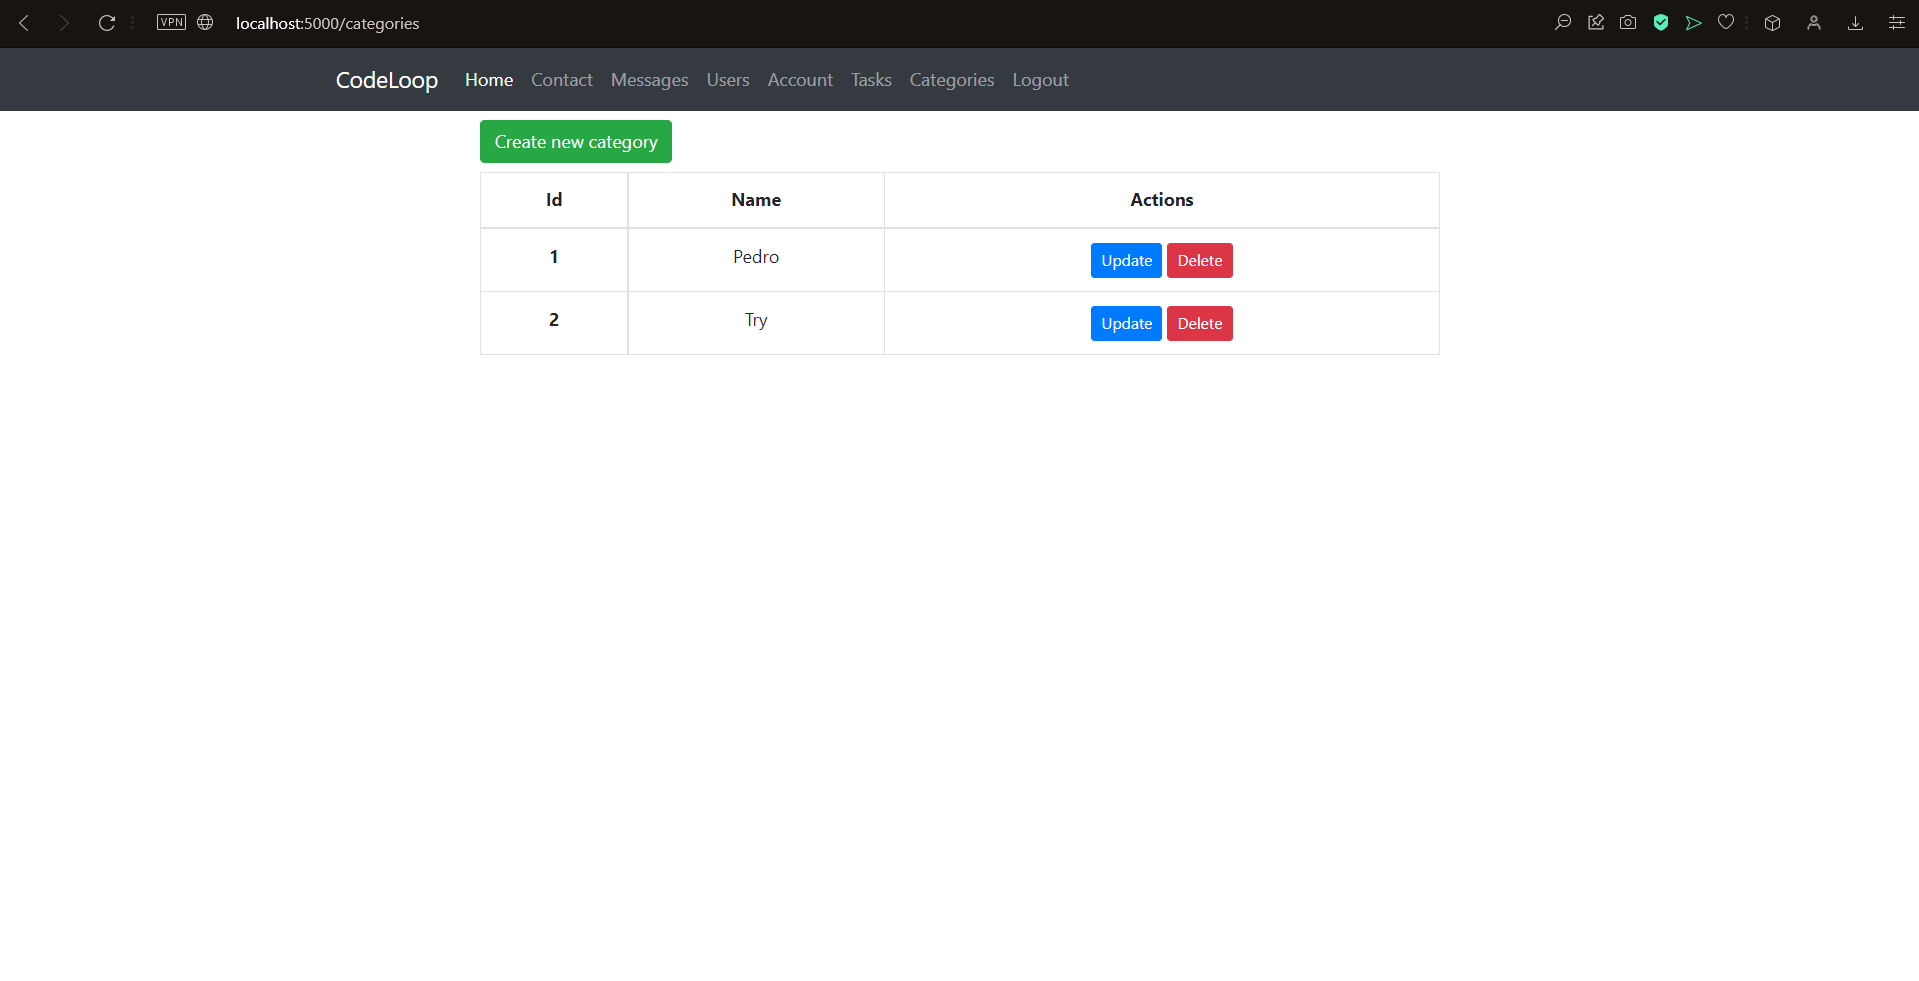 VPN localhost:5000/categories
CodeLoop Home Contact Messages Users Account Tasks Categories Logout
Create new category
Id Name Actions
1 Pedro Update Delete
2 Try Update Delete